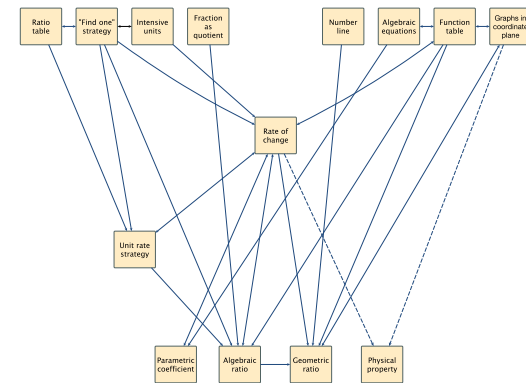 Ratio
table
"Find one"
strategy
Intensive
units
Fraction
as
quotient
Number
line
Algebraic
equations
Function
table
Graphs in
coordinate
plane
Rate of
change
Unit rate
strategy
Parametric
coefficient
Algebraic
ratio
Geometric
ratio
Physical
property